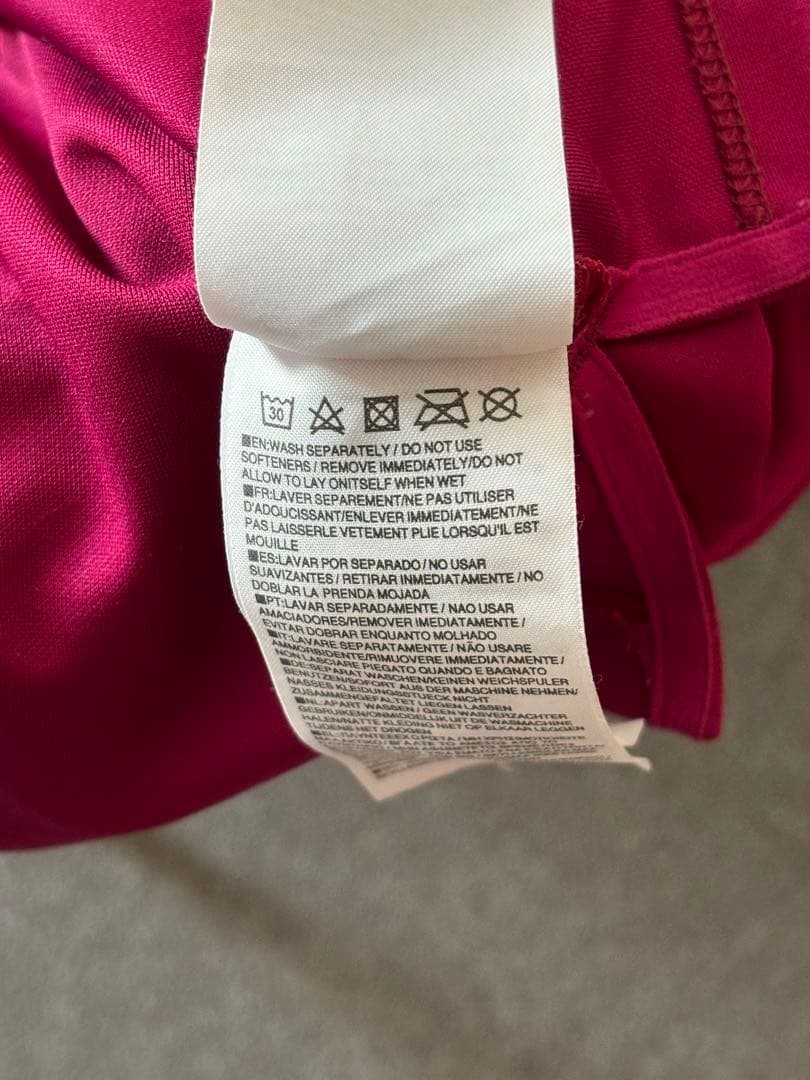 30
EN:WASH SEPARATELY / DO NOT USE
SOFTENERS / REMOVE IMMEDIATELY/DO NOT
ALLOW TO LAY ONITSELF WHEN WET
FR:LAVER SEPAREMENT/NE PAS UTILISER
D'ADOUCISSANT/ENLEVER IMMEDIATEMENT/NE
PAS LAISSERLE VETEMENT PLIE LORSQU'IL EST
MOUILLE
ES:LAVAR POR SEPARADO / NO USAR
SUAVIZANTES / RETIRAR INMEDIATAMENTE / NO
DOBLAR LA PRENDA MOJADA
PT:LAVAR SEPARADAMENTE / NAO USAR
AMACIADORES/REMOVER IMEDIATAMENTE /
EVITAR DOBRAR ENQUANTO MOLHADO
IT:LAVARE SEPARATAMENTE / NÃO USARE
AMMORBIDENTE/RIMUOVERE IMMEDIATAMENTE /
NON LASCIARE PIEGATO QUANDO E BAGNATO
DE:SEPARAT WASCHEN/KEINEN WEICHSPULER
BENUTZEN/SOFORT AUS DER MASCHINE NEHMEN/
NASSES KLEIDUNGSSTUECK NICHT
ZUSAMMENGEFALTET LIEGEN LASSEN
NL:APART WASSEN / GEEN WASVERZACHTER
GEBRUIKEN/ONMIDDELIJK UIT DE WASMACHINE
HALEN/NATTE KLEDING NIET OP ELKAAR LEGGEN
TIJDENS HET DROGEN